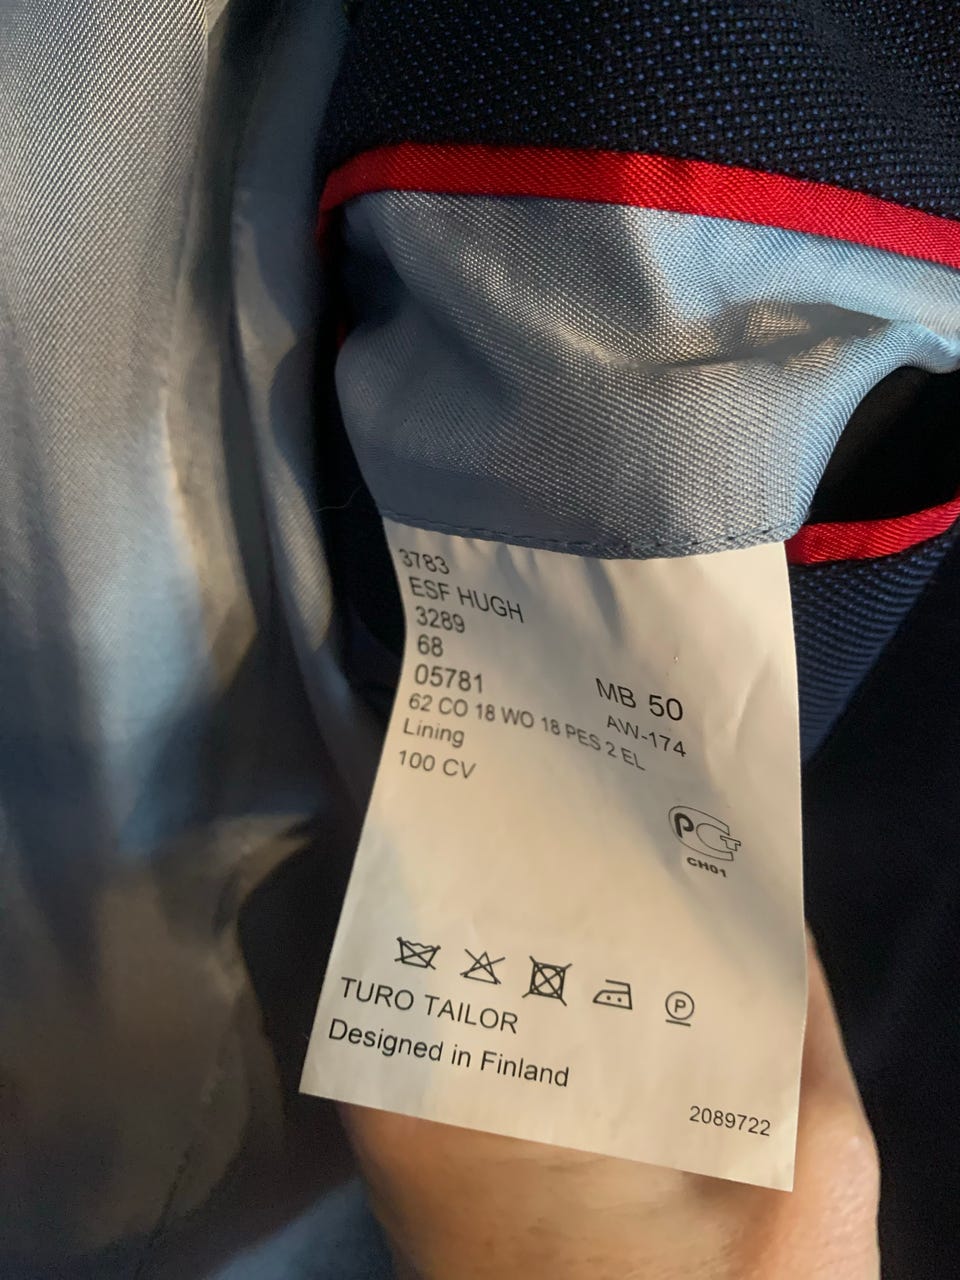 3783
ESF HUGH
3289
68
05781
MB 50
62 CO 18 WO 18 PES 2 EL
AW-174
Lining
100 CV
РСТ
CH01
P
TURO TAILOR
Designed in Finland
2089722